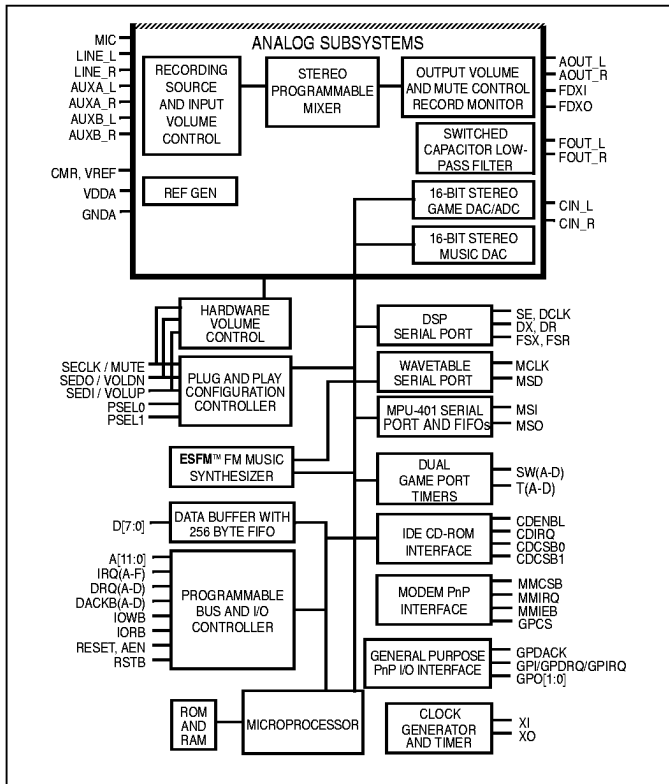 ANALOG SUBSYSTEMS
MIC
LINE_L
LINE_R
AUXA_L
AUXA_R
AUXB_L
AUXB_R
CMR, VREF
VDDA
GNDA
RECORDING
SOURCE
AND INPUT
VOLUME
CONTROL
STEREO
PROGRAMMABLE
MIXER
OUTPUT VOLUME
AND MUTE CONTROL
RECORD MONITOR
AOUT_L
AOUT_R
FDXI
FDXO
SWITCHED
CAPACITOR LOW-
PASS FILTER
FOUT_L
FOUT_R
REF GEN
16-BIT STEREO
GAME DAC/ADC
CIN_L
CIN_R
16-BIT STEREO
MUSIC DAC
HARDWARE
VOLUME
CONTROL
DSP
SERIAL PORT
SE, DCLK
DX, DR
FSX, FSR
SECLK / MUTE
SEDO / VOLDN
SEDI / VOLUP
PSEL0
PSEL1
PLUG AND PLAY
CONFIGURATION
CONTROLLER
WAVETABLE
SERIAL PORT
MCLK
MSD
MPU-401 SERIAL
PORT AND FIFOs
MSI
MSO
ESFM™ FM MUSIC
SYNTHESIZER
DUAL
GAME PORT
TIMERS
SW(A-D)
T(A-D)
D[7:0]
DATA BUFFER WITH
256 BYTE FIFO
IDE CD-ROM
INTERFACE
CDENBL
CDIRQ
CDCSB0
CDCSB1
A[11:0]
IRQ(A-F)
DRQ(A-D)
DACKB(A-D)
IOWB
IORB
RESET, AEN
RSTB
PROGRAMMABLE
BUS AND I/O
CONTROLLER
MODEM PnP
INTERFACE
MMCSB
MMIRQ
MMIEB
GPCS
GENERAL PURPOSE
PnP I/O INTERFACE
GPDACK
GPI/GPDRQ/GPIRQ
GPO[1:0]
ROM
AND
RAM
MICROPROCESSOR
CLOCK
GENERATOR
AND TIMER
XI
XO